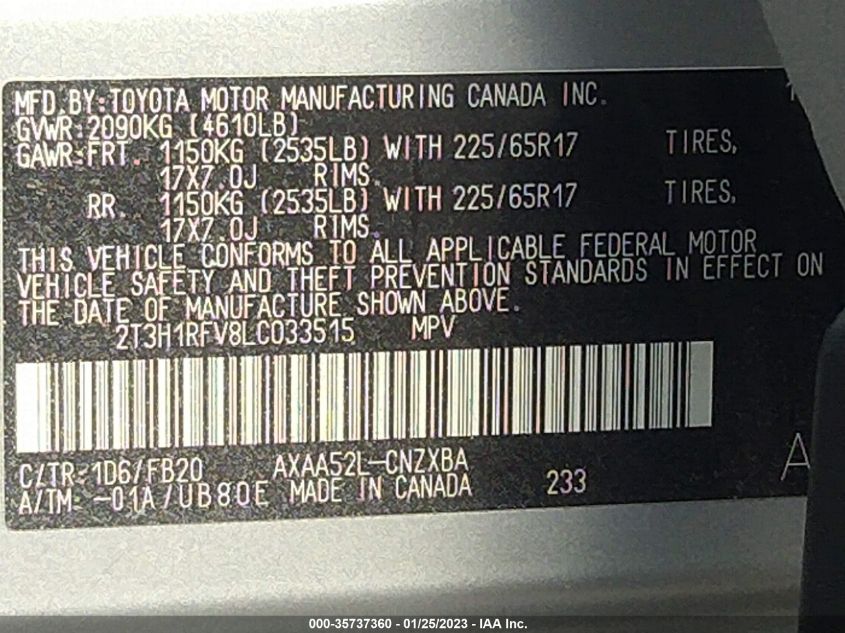 MFD.BY:TOYOTA MOTOR MANUFACTURING CANADA INC.
GVWR:2090KG (4610LB)
GAWR:FRT. 1150KG (2535LB) WITH 225/65R17 TIRES,
17X7.0J RIMS.
RR. 1150KG (2535LB) WITH 225/65R17 TIRES,
17X7.0J RIMS.
THIS VEHICLE CONFORMS TO ALL APPLICABLE FEDERAL MOTOR
VEHICLE SAFETY AND THEFT PREVENTION STANDARDS IN EFFECT ON
THE DATE OF MANUFACTURE SHOWN ABOVE.
2T3H1RFV8LC033515 MPV
C/TR:1D6/FB20 AXAA52L-CNZXBA
A/TM: -01A/UB80E MADE IN CANADA 233
A
000-35737360 — 01/25/2023 — IAA Inc.